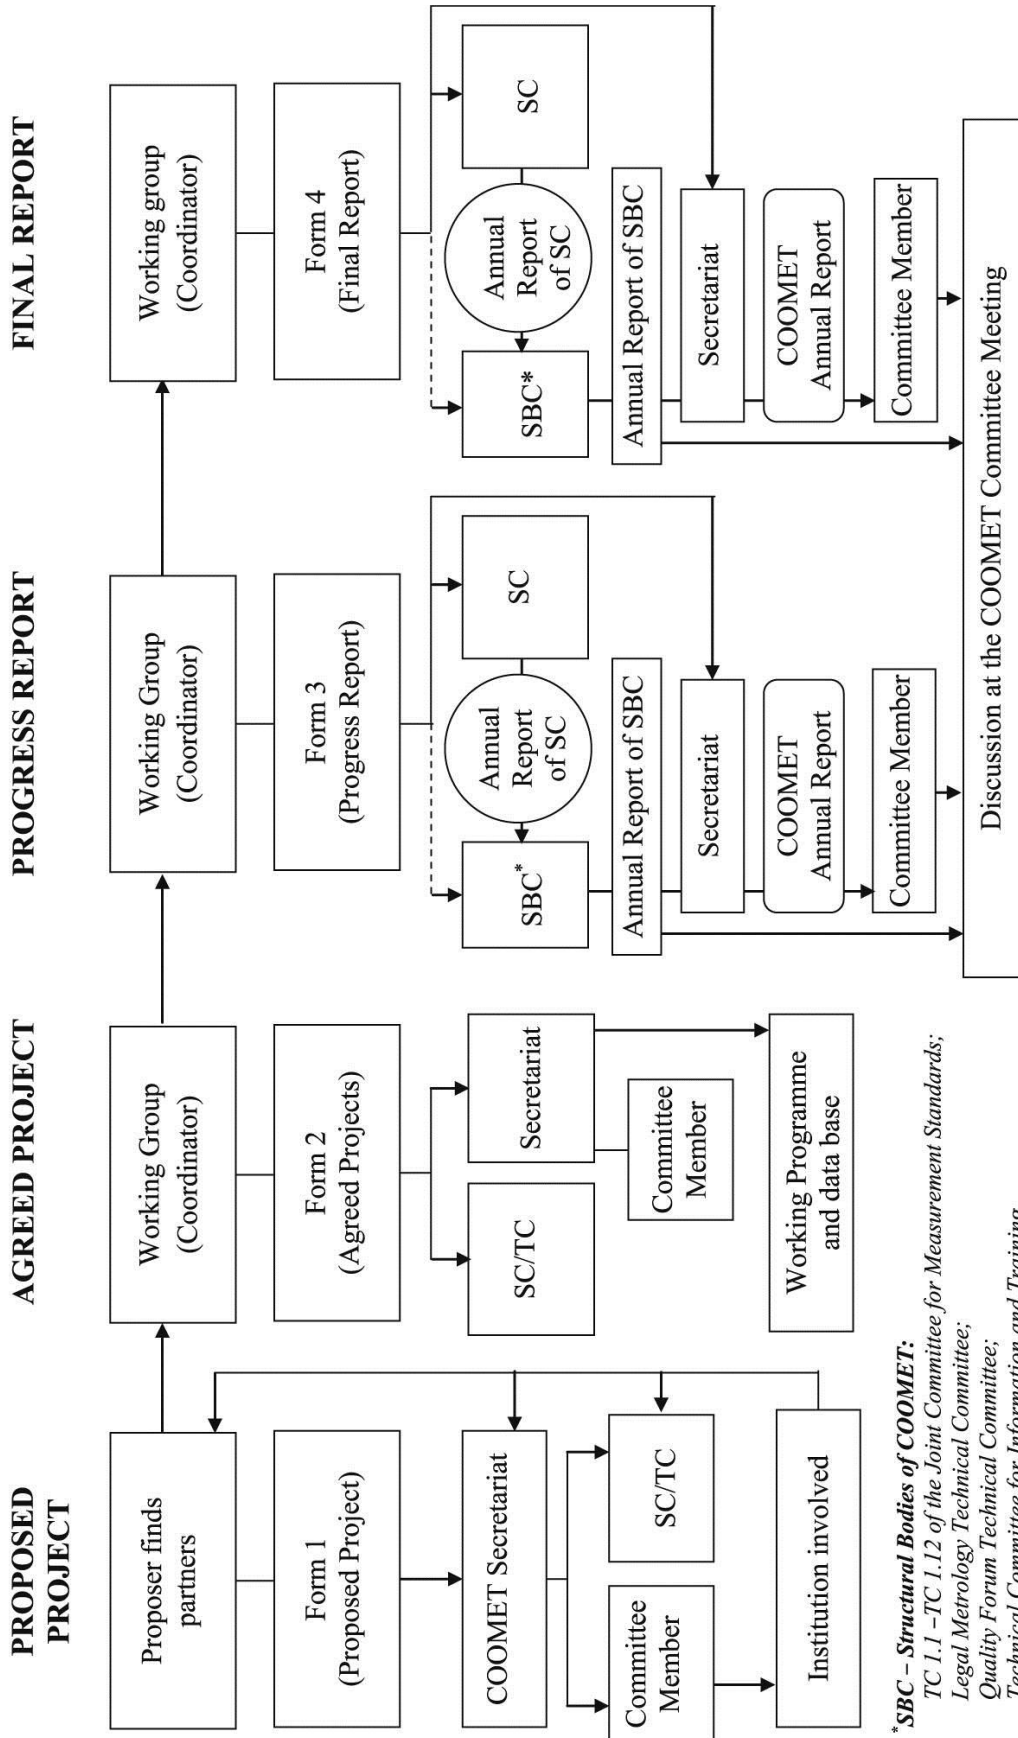 PROPOSED
PROJECT
Proposer finds
partners
Form 1
(Proposed Project)
COOMET Secretariat
Committee
Member
SC/TC
Institution involved
AGREED PROJECT
Working Group
(Coordinator)
Form 2
(Agreed Projects)
SC/TC
Secretariat
Committee
Member
Working Programme
and data base
PROGRESS REPORT
Working Group
(Coordinator)
Form 3
(Progress Report)
SBC*
Annual
Report
of SC
SC
Annual Report of SBC
Secretariat
COOMET
Annual Report
Committee Member
FINAL REPORT
Working group
(Coordinator)
Form 4
(Final Report)
SBC*
Annual
Report
of SC
SC
Annual Report of SBC
Secretariat
COOMET
Annual Report
Committee Member
Discussion at the COOMET Committee Meeting
*SBC – Structural Bodies of COOMET:
TC 1.1 –TC 1.12 of the Joint Committee for Measurement Standards;
Legal Metrology Technical Committee;
Quality Forum Technical Committee;
Technical Committee for Information and Training